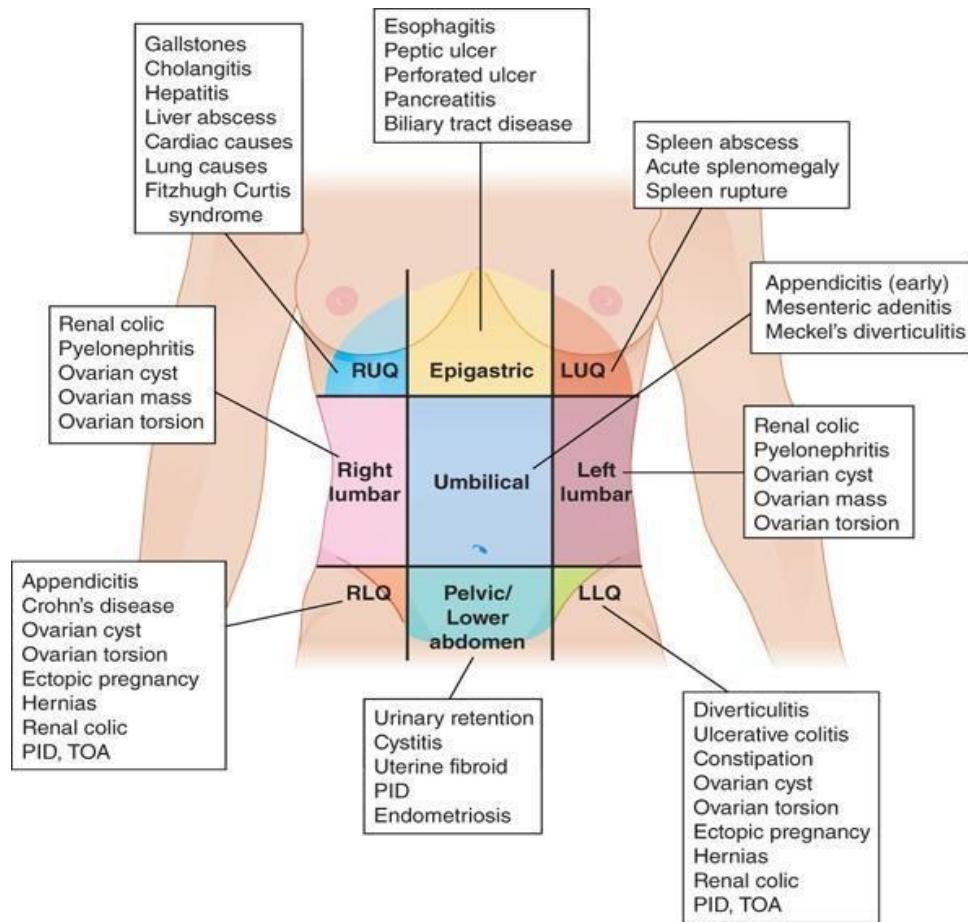 Gallstones
Cholangitis
Hepatitis
Liver abscess
Cardiac causes
Lung causes
Fitzhugh Curtis
syndrome
Esophagitis
Peptic ulcer
Perforated ulcer
Pancreatitis
Biliary tract disease
Spleen abscess
Acute splenomegaly
Spleen rupture
Appendicitis (early)
Mesenteric adenitis
Meckel's diverticulitis
Renal colic
Pyelonephritis
Ovarian cyst
Ovarian mass
Ovarian torsion
RUQ
Epigastric
LUQ
Right
lumbar
Umbilical
Left
lumbar
Renal colic
Pyelonephritis
Ovarian cyst
Ovarian mass
Ovarian torsion
Appendicitis
Crohn's disease
Ovarian cyst
Ovarian torsion
Ectopic pregnancy
Hernias
Renal colic
PID, TOA
RLQ
Pelvic/
Lower
abdomen
LLQ
Urinary retention
Cystitis
Uterine fibroid
PID
Endometriosis
Diverticulitis
Ulcerative colitis
Constipation
Ovarian cyst
Ovarian torsion
Ectopic pregnancy
Hernias
Renal colic
PID, TOA